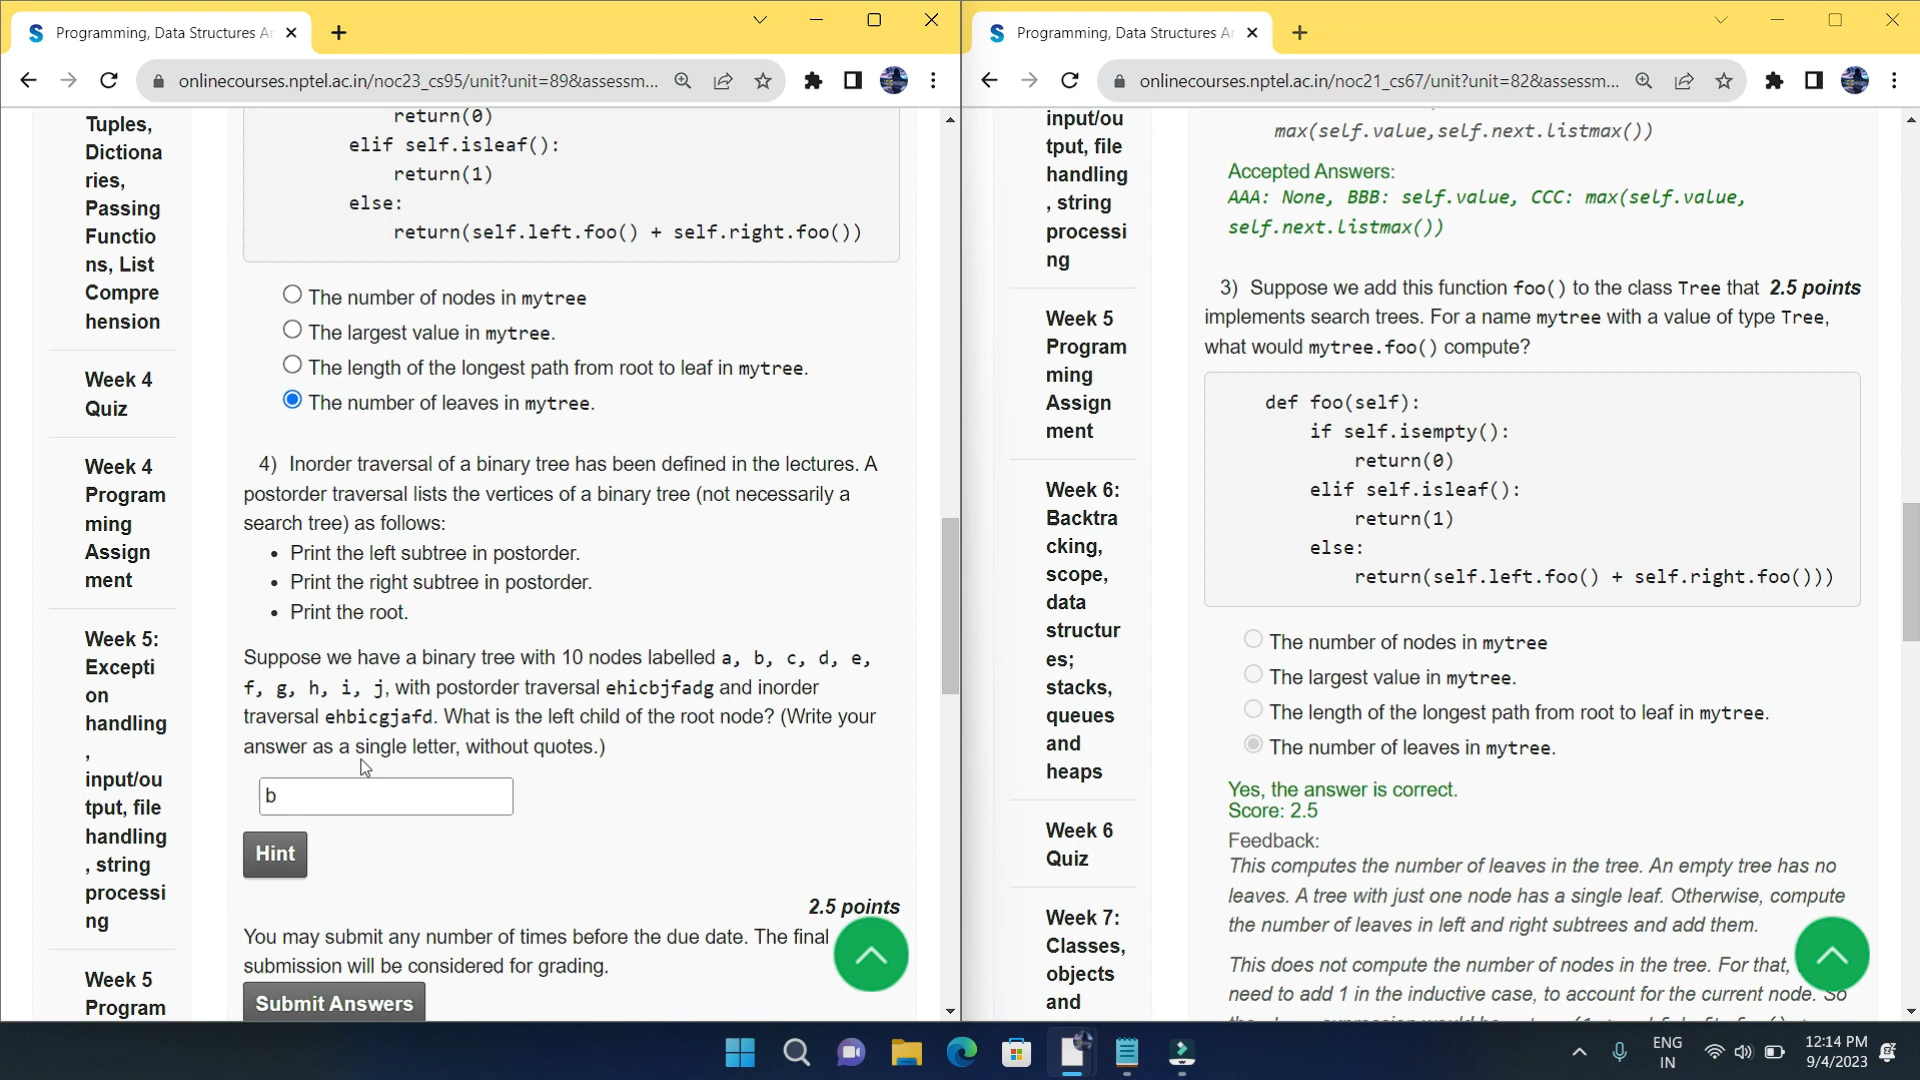 Programming, Data Structures Ar
onlinecourses.nptel.ac.in/noc23_cs95/unit?unit=89&assessm...
Tuples,
Dictiona
ries,
Passing
Functio
ns, List
Compre
hension
Week 4
Quiz
Week 4
Program
ming
Assign
ment
Week 5:
Excepti
on
handling
,
input/ou
tput, file
handling
, string
processi
ng
Week 5
Program
return(0)
elif self.isleaf():
return(1)
else:
return(self.left.foo() + self.right.foo())
The number of nodes in mytree
The largest value in mytree.
The length of the longest path from root to leaf in mytree.
The number of leaves in mytree.
4) Inorder traversal of a binary tree has been defined in the lectures. A
postorder traversal lists the vertices of a binary tree (not necessarily a
search tree) as follows:
• Print the left subtree in postorder.
• Print the right subtree in postorder.
• Print the root.
Suppose we have a binary tree with 10 nodes labelled a, b, c, d, e,
f, g, h, i, j, with postorder traversal ehicbjfadg and inorder
traversal ehbicgjafd. What is the left child of the root node? (Write your
answer as a single letter, without quotes.)
b
Hint
2.5 points
You may submit any number of times before the due date. The final
submission will be considered for grading.
Submit Answers
Programming, Data Structures Ar
onlinecourses.nptel.ac.in/noc21_cs67/unit?unit=82&assessm...
input/ou
tput, file
handling
, string
processi
ng
Week 5
Program
ming
Assign
ment
Week 6:
Backtra
cking,
scope,
data
structur
es;
stacks,
queues
and
heaps
Week 6
Quiz
Week 7:
Classes,
objects
and
max(self.value,self.next.listmax())
Accepted Answers:
AAA: None, BBB: self.value, CCC: max(self.value,
self.next.listmax())
3) Suppose we add this function foo() to the class Tree that 2.5 points
implements search trees. For a name mytree with a value of type Tree,
what would mytree.foo() compute?
def foo(self):
if self.isempty():
return(0)
elif self.isleaf():
return(1)
else:
return(self.left.foo() + self.right.foo()))
The number of nodes in mytree
The largest value in mytree.
The length of the longest path from root to leaf in mytree.
The number of leaves in mytree.
Yes, the answer is correct.
Score: 2.5
Feedback:
This computes the number of leaves in the tree. An empty tree has no
leaves. A tree with just one node has a single leaf. Otherwise, compute
the number of leaves in left and right subtrees and add them.
This does not compute the number of nodes in the tree. For that,
need to add 1 in the inductive case, to account for the current node. So
ENG
IN
12:14 PM
9/4/2023